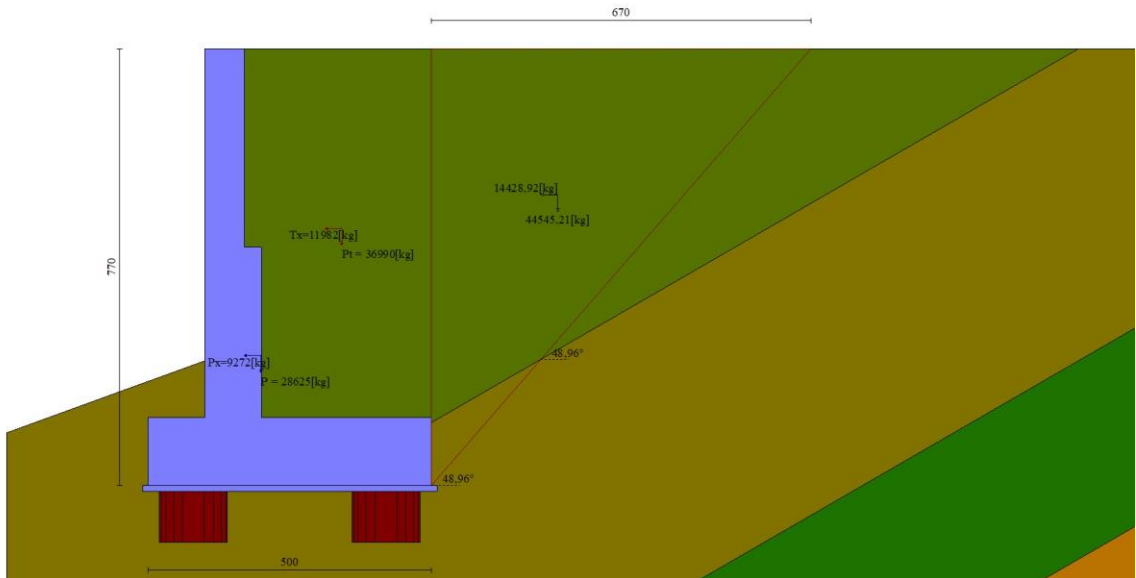 670
14428,92[kg]
44545,21[kg]
Tx=11982[kg]
Pt = 36990[kg]
770
48,96°
Px=9272[kg]
P = 28625[kg]
48,96°
500